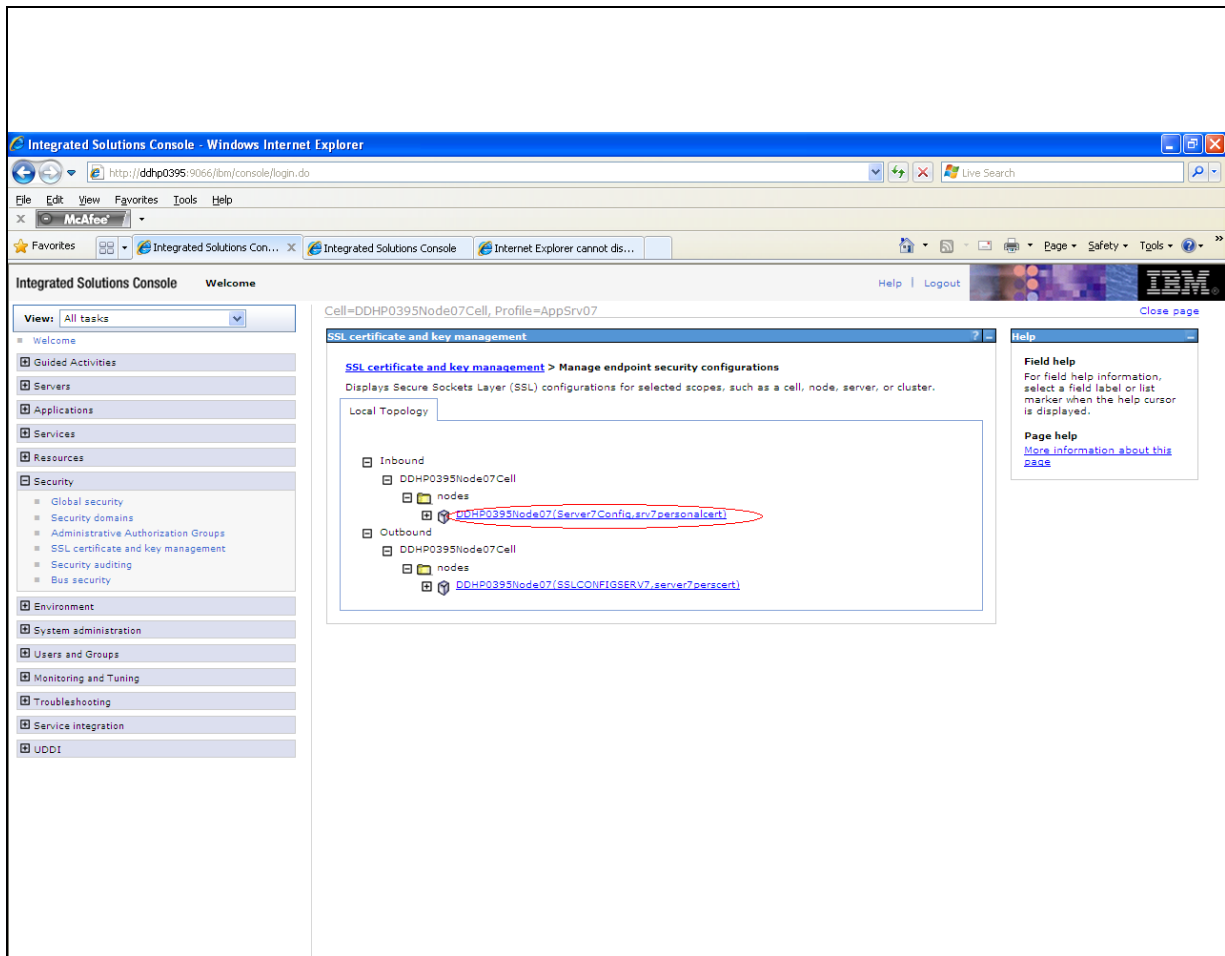 Integrated Solutions Console - Windows Internet Explorer
http://ddhp0395:9066/ibm/console/login.do
Live Search
File Edit View Favorites Tools Help
x McAfee
Favorites Integrated Solutions Con... X Integrated Solutions Console Internet Explorer cannot dis... Page Safety Tools »
Integrated Solutions Console Welcome Help | Logout IBM®
View: All tasks
Welcome
Guided Activities
Servers
Applications
Services
Resources
Security
Global security
Security domains
Administrative Authorization Groups
SSL certificate and key management
Security auditing
Bus security
Environment
System administration
Users and Groups
Monitoring and Tuning
Troubleshooting
Service integration
UDDI
Cell=DDHP0395Node07Cell, Profile=AppSrv07
Close page
SSL certificate and key management ? –
SSL certificate and key management > Manage endpoint security configurations
Displays Secure Sockets Layer (SSL) configurations for selected scopes, such as a cell, node, server, or cluster.
Local Topology
Inbound
DDHP0395Node07Cell
nodes
DDHP0395Node07(Server7Config,srv7personalcert)
Outbound
DDHP0395Node07Cell
nodes
DDHP0395Node07(SSLCONFIGSERV7,server7perscert)
Help –
Field help
For field help information,
select a field label or list
marker when the help cursor
is displayed.
Page help
More information about this
page